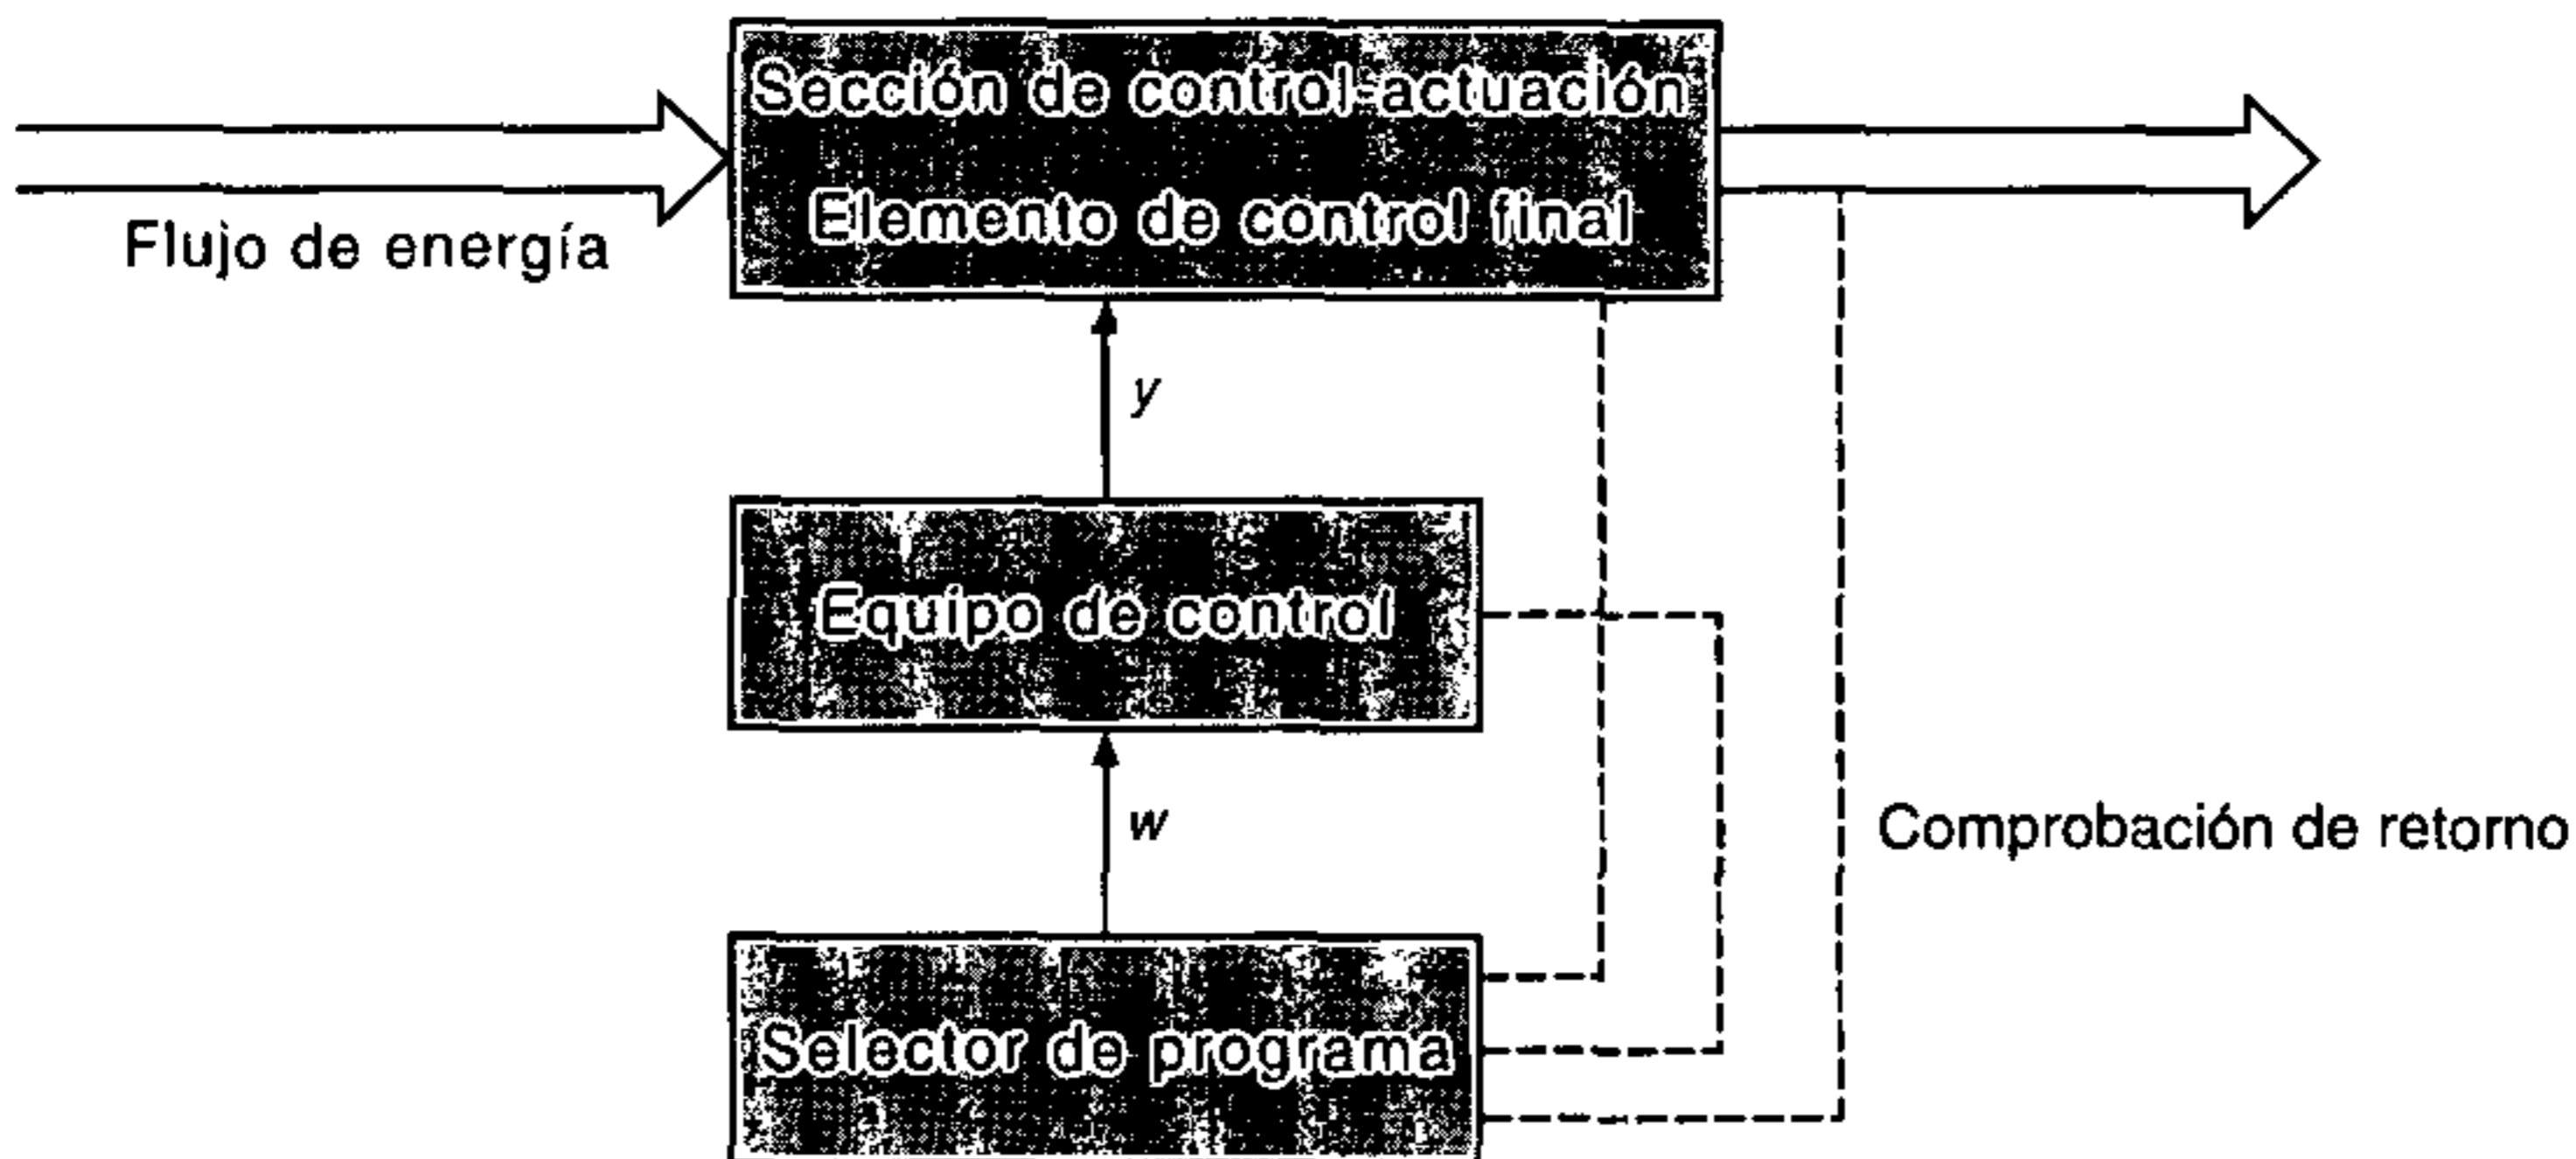 Sección de control-actuación
Elemento de control final
Flujo de energía
y
Equipo de control
w
Comprobación de retorno
Selector de programa